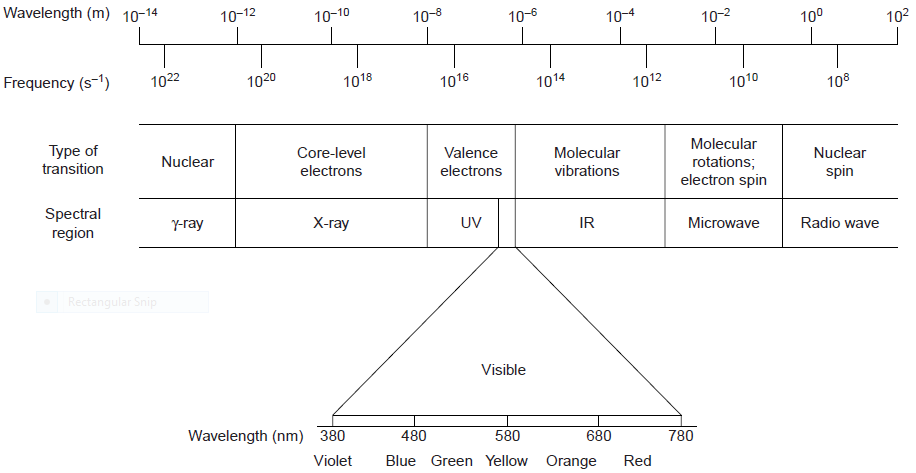 Wavelength (m) 10⁻¹⁴ 10⁻¹² 10⁻¹⁰ 10⁻⁸ 10⁻⁶ 10⁻⁴ 10⁻² 10⁰ 10²
Frequency (s⁻¹) 10²² 10²⁰ 10¹⁸ 10¹⁶ 10¹⁴ 10¹² 10¹⁰ 10⁸
Type of
transition
Nuclear
Core-level
electrons
Valence
electrons
Molecular
vibrations
Molecular
rotations;
electron spin
Nuclear
spin
Spectral
region
γ-ray X-ray UV IR Microwave Radio wave
Rectangular Snip
Visible
Wavelength (nm) 380 480 580 680 780
Violet Blue Green Yellow Orange Red